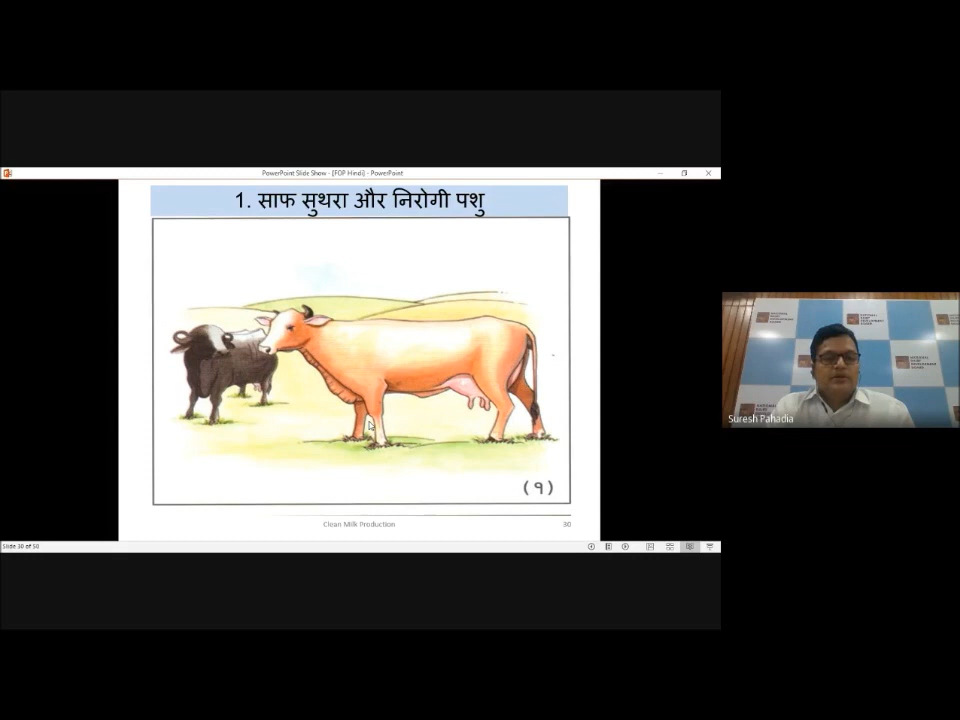 PowerPoint Slide Show - [FOP Hindi] - PowerPoint
1. साफ सुथरा और निरोगी पशु
(१)
Clean Milk Production
30
Slide 30 of 50
Suresh Pahadia